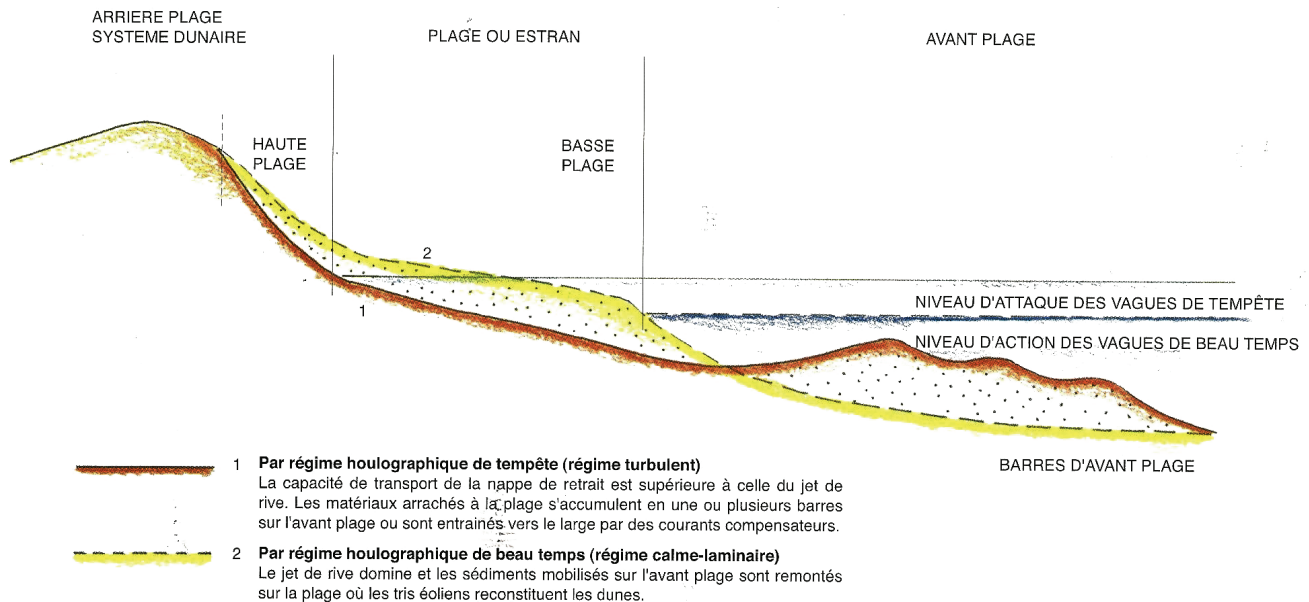 ARRIERE PLAGE
SYSTEME DUNAIRE
PLAGE OU ESTRAN
AVANT PLAGE
HAUTE
PLAGE
BASSE
PLAGE
2
1
NIVEAU D'ATTAQUE DES VAGUES DE TEMPÊTE
NIVEAU D'ACTION DES VAGUES DE BEAU TEMPS
BARRES D'AVANT PLAGE
1 Par régime houlographique de tempête (régime turbulent)
La capacité de transport de la nappe de retrait est supérieure à celle du jet de
rive. Les matériaux arrachés à la plage s'accumulent en une ou plusieurs barres
sur l'avant plage ou sont entrainés vers le large par des courants compensateurs.
2 Par régime houlographique de beau temps (régime calme-laminaire)
Le jet de rive domine et les sédiments mobilisés sur l'avant plage sont remontés
sur la plage où les tris éoliens reconstituent les dunes.